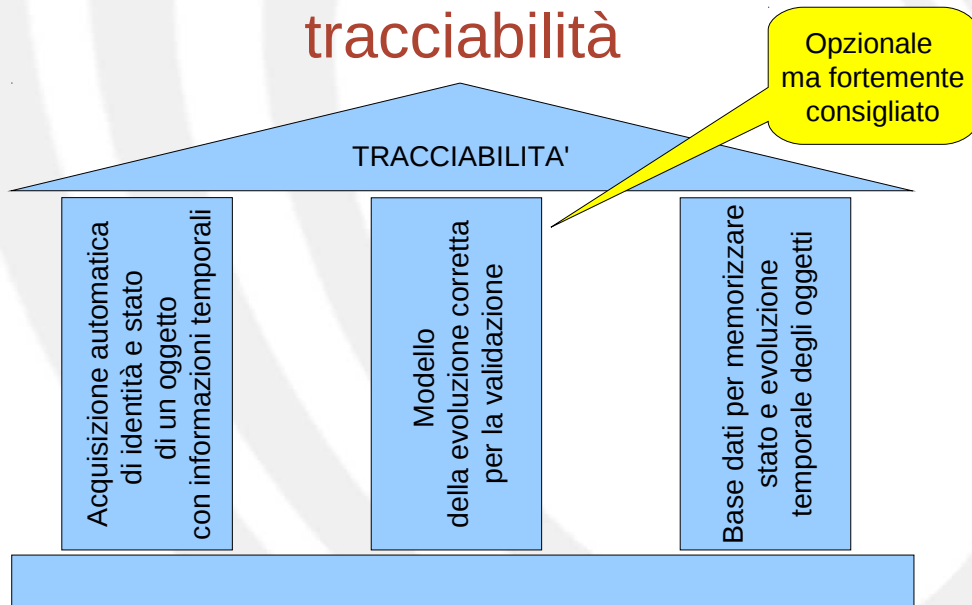 tracciabilità
Opzionale
ma fortemente
consigliato
TRACCIABILITA'
Acquisizione automatica
di identità e stato
di un oggetto
con informazioni temporali
Modello
della evoluzione corretta
per la validazione
Base dati per memorizzare
stato e evoluzione
temporale degli oggetti